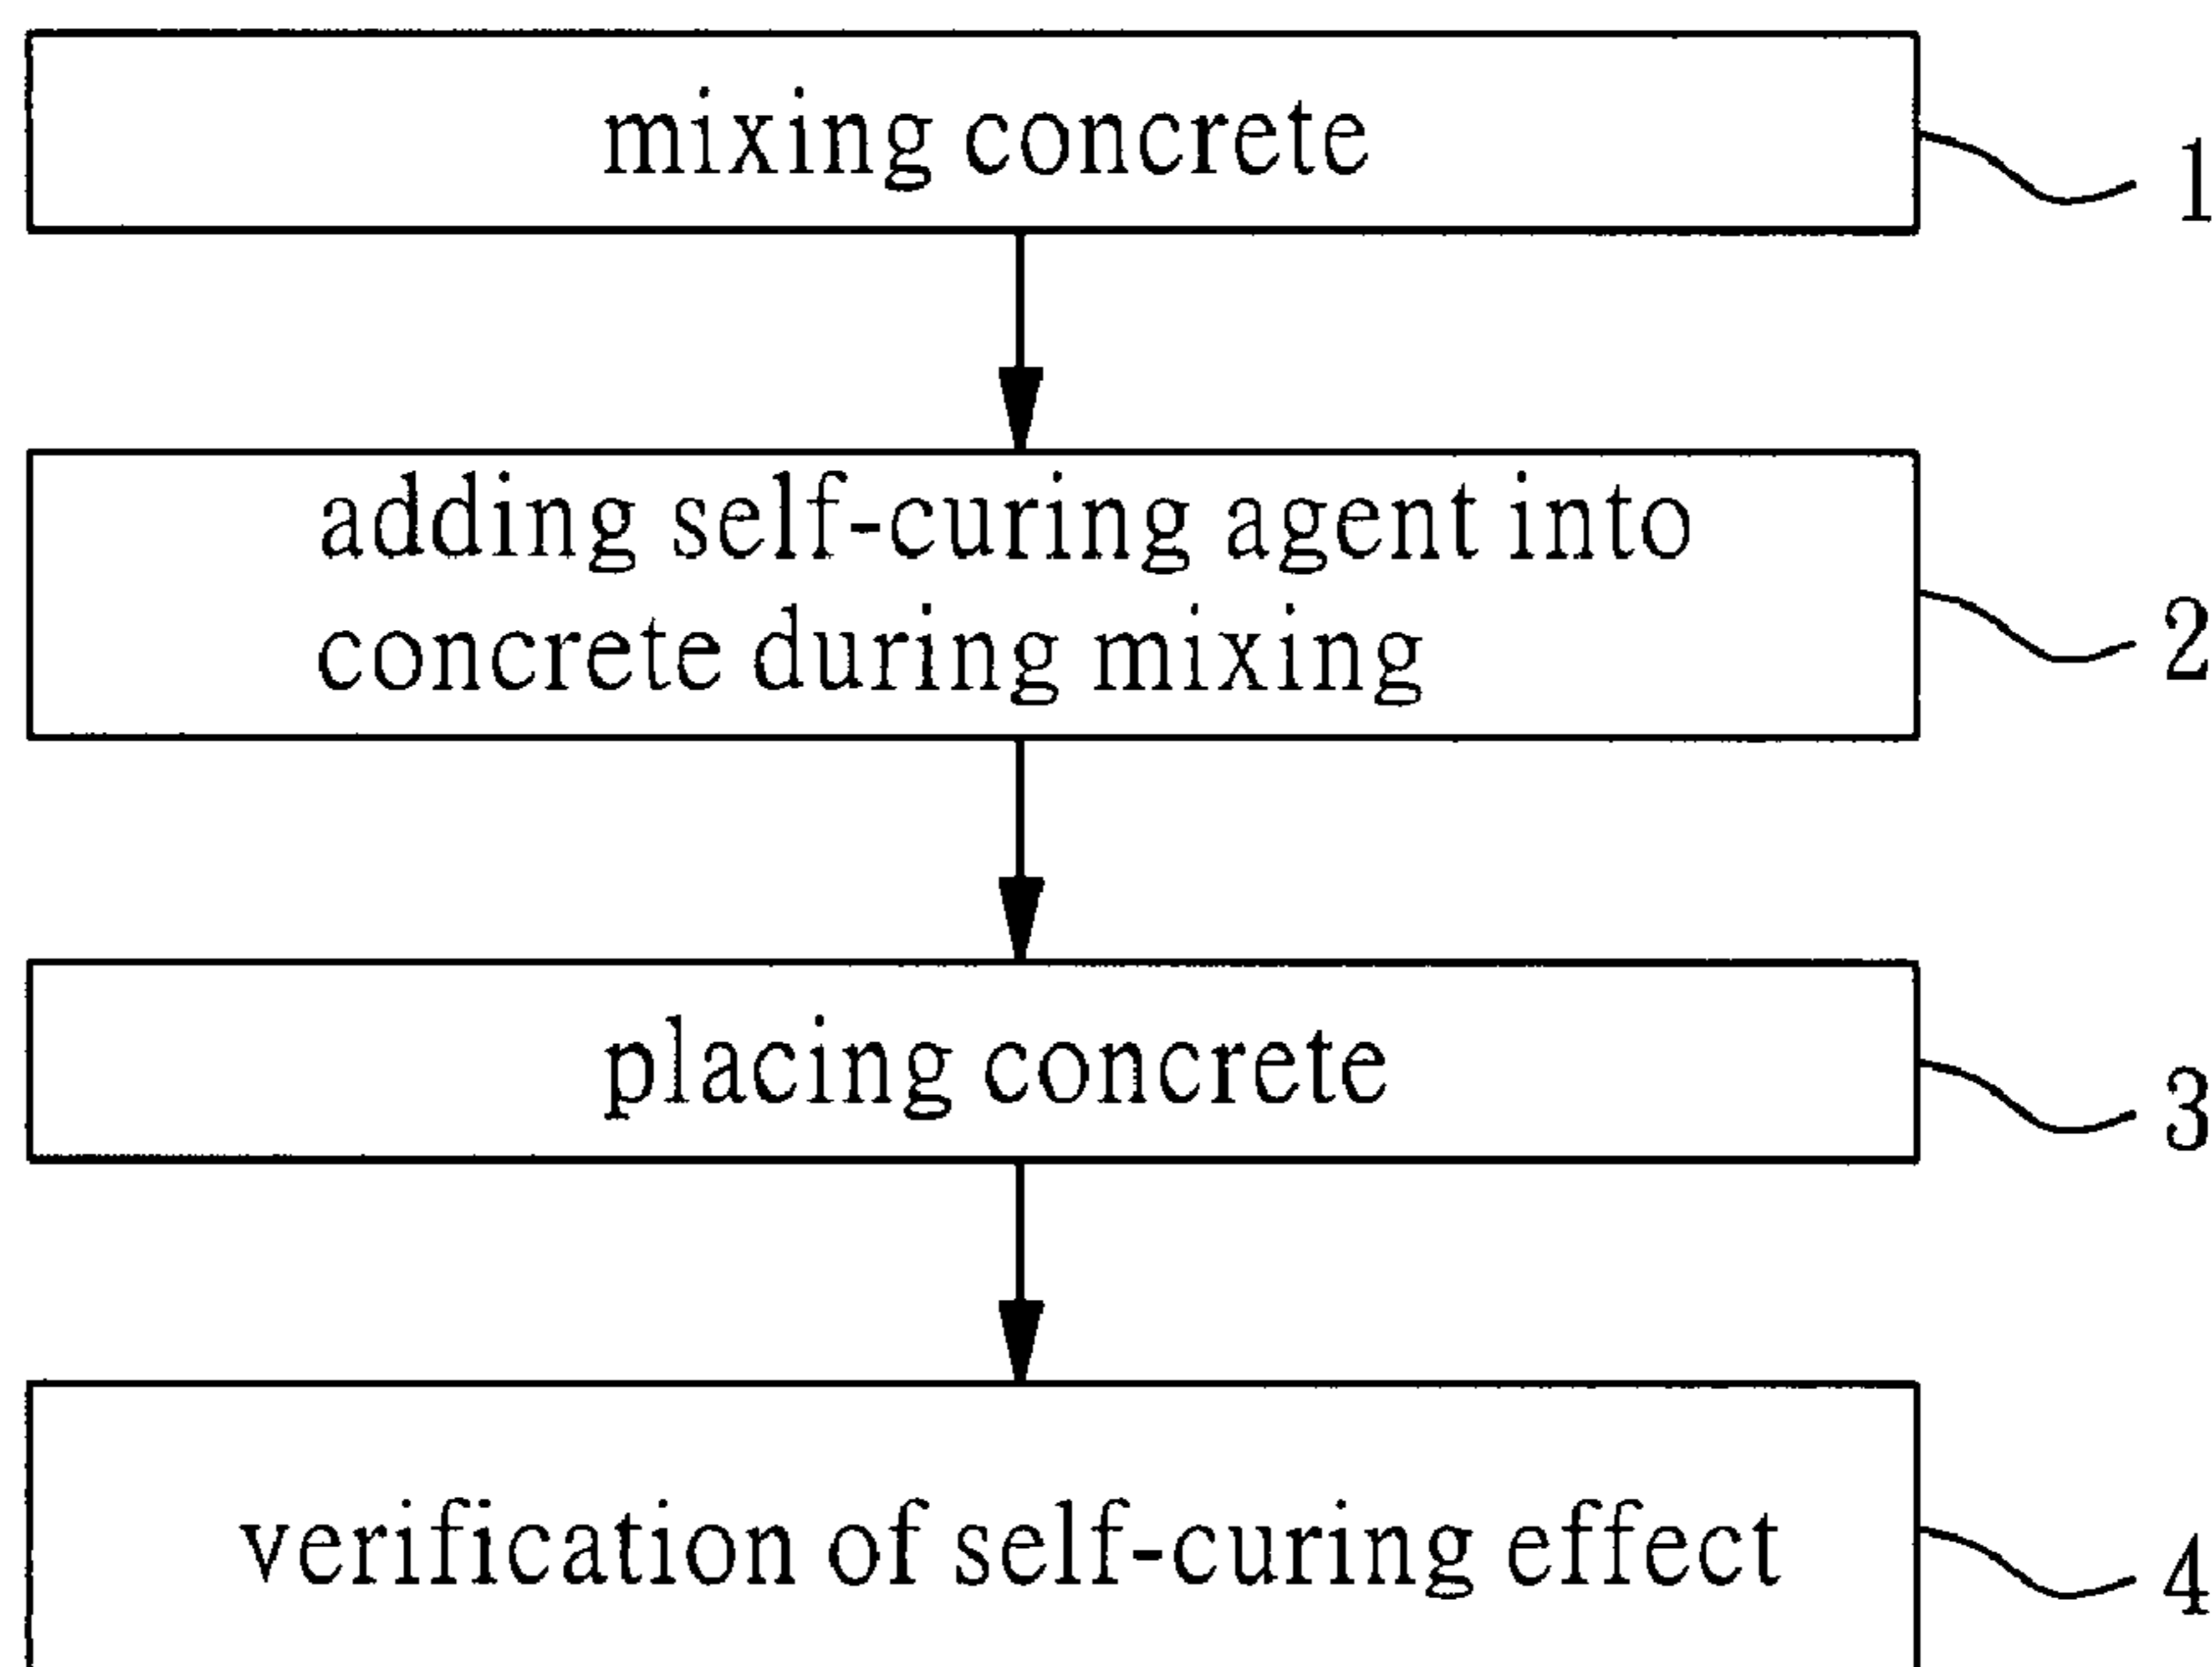 mixing concrete
1
adding self-curing agent into
concrete during mixing
2
placing concrete
3
verification of self-curing effect
4